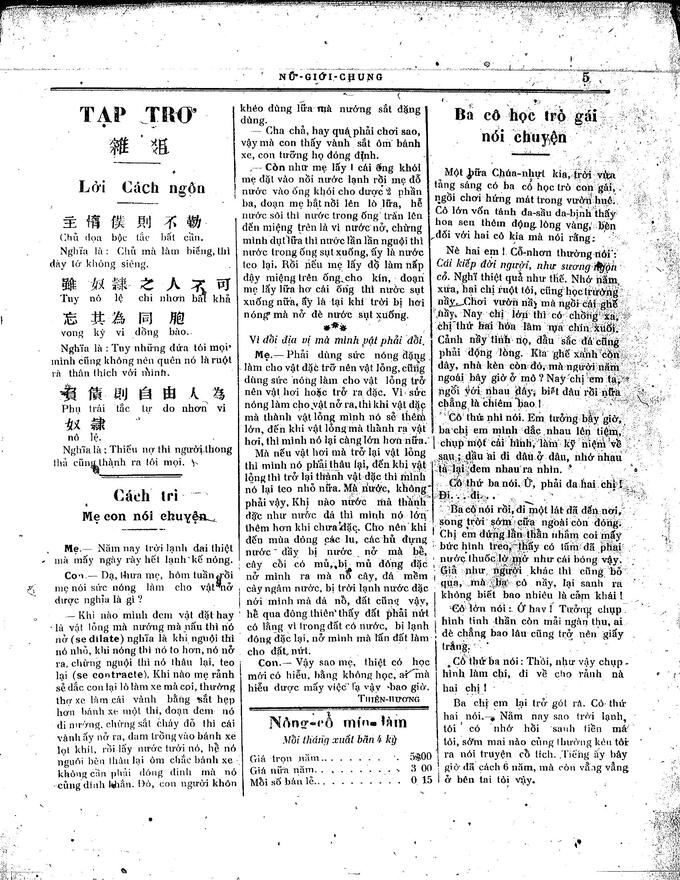 NỮ-GIỚI-CHUNG
5
TẠP TRƠ
雜 俎
Lời Cách ngôn
主 惰 僕 則 不 勤
Chủ dọa bộc tắc bất cần.
Nghĩa là: Chủ mà làm biếng, thì
đày tớ không siêng.
雖 奴 隸 之 人 不 可
Tuy nô lệ chi nhơn bất khả
忘 其 為 同 胞
vong kỳ vi đồng bào.
Nghĩa là: Tuy những đứa tôi mọi
mình cũng không nên quên nó là ruột
rà thân thích với mình.
負 債 則 自 由 人 為
Phụ trái tắc tự do nhơn vi
奴 隸
nô lệ.
Nghĩa là: Thiếu nợ thì người thong
thả cũng thành ra tôi mọi.
Cách trí
Mẹ con nói chuyện
Mẹ.— Năm nay trời lạnh dai thiệt
mà mấy ngày rày hết lạnh kế nóng.
Con.— Dạ, thưa mẹ, hôm tuần rồi
mẹ nói sức nóng làm cho vật nở
được nghĩa là gì?
— Khi nào mình đem vật đặt hay
là vật lỏng mà nướng mà nấu thì nó
nở (se dilate) nghĩa là khi nguội thì
nó nhỏ, khi nóng thì nó to hơn, nó nở
ra, chừng nguội thì nó thâu lại, teo
lại (se contracte). Khi nào mẹ rảnh
sẽ dắc con lại lò làm xe mà coi, thường
thợ xe làm cái vành bằng sắt hẹp
hơn bánh xe một thí, đoạn đem nó
đi nướng, chừng sắt cháy đỏ thì cái
vành ấy nở ra, đam tròng vào bánh xe
lọt khít, rồi lấy nước tưới nó, hễ nó
nguội bèn thâu lại ôm chắc bánh xe
không cần phải đóng đinh mà nó
cũng dính khắn. Đó, con người khôn
khéo dùng lửa mà nướng sắt đặng
dùng.
— Cha chả, hay quá phải chơi sao,
vậy mà con thấy vành sắt ôm bánh
xe, con tưởng họ đóng đinh.
— Còn như mẹ lấy 1 cái ống khói
mẹ đặt vào nồi nước lạnh rồi mẹ đổ
nước vào ống khói cho được 2 phần
ba, đoạn mẹ bắt nồi lên lò lửa, hễ
nước sôi thì nước trong ống tràn lên
đến miệng trên là vì nước nở, chừng
mình dụt lửa thì nước lần lần nguội thì
nước trong ống sụt xuống, ấy là nước
teo lại. Rồi nếu mẹ lấy đồ làm nắp
dậy miệng trên ống cho kín, đoạn
mẹ làm lửa hơ cái ống thì nước sụt
xuống nữa, ấy là tại khí trời bị hơi
nóng mà nở đè nước sụt xuống.
***
Vì dời địa vị mà mình vật phải đổi.
Mẹ.— Phải dùng sức nóng đặng
làm cho vật đặc trở nên vật lỏng, cũng
dùng sức nóng làm cho vật lỏng trở
nên vật hơi hoặc trở ra đặc. Vì sức
nóng làm cho vật nở ra, thì khi vật đặc
mà thành vật lỏng mình nó sẽ thêm
lớn, đến khi vật lỏng mà thành ra vật
hơi, thì mình nó lại càng lớn hơn nữa.
Mà nếu vật hơi mà trở lại vật lỏng
thì mình nó phải thâu lại, đến khi vật
lỏng thì trở lại thành vật đặc thì mình
nó lại teo nhỏ nữa. Mà nước, không
phải vậy. Khi nào nước mà thành
đặc như nước đá thì mình nó lớn
thêm hơn khi chưa đặc. Cho nên khi
đến mùa đông các lu, các hủ đựng
nước đầy bị nước nở mà bể,
cây cối có mủ, bị mủ đông đặc
nở mình ra mà nổ cây, đá mềm
cây ngâm nước, bị trời lạnh nước đặc
nới mình mà đá nổ, đất cũng vậy,
hễ qua đông thiên thấy đất phải nứt
có lằng vì trong đất có nước, bị lạnh
đông đặc lại, nở mình mà lấn đất làm
cho đất, nứt.
Con.— Vậy sao mẹ, thiệt có học
mới có hiểu, bằng không học, ai mà
hiểu được mấy việc lạ vậy bao giờ.
THIÊN-HƯƠNG
Nông-cổ mín-đàm
Mỗi tháng xuất bản 4 kỳ
Giá trọn năm. . . . . . . . . 5$00
Giá nữa năm. . . . . . . . . 3 00
Mỗi số bán lẻ. . . . . . . . . 0 15
Ba cô học trò gái
nói chuyện
Một bữa Chúa-nhựt kia, trời vừa
tảng sáng có ba cô học trò con gái,
ngồi chơi hứng mát trong vườn huê.
Cô lớn vốn tánh đa-sầu đa-bịnh thấy
hoa sen thêm động lòng vàng, bèn
đối với hai cô kia mà nói rằng:
Nè hai em! Cổ-nhơn thường nói:
Cái kiếp đời người, như sương ngọn
cỏ. Nghĩ thiệt quả như thế. Nhớ năm
xưa, hai chị ruột tôi, cũng học trường
nầy. Chơi vườn nầy mà ngồi cái ghế
nầy. Nay chị lớn thì có chồng xa,
chị thứ hai hóa làm ma chín xuối.
Cảnh nầy tình nọ, dầu sắc đá cũng
phải động lòng. Kìa ghế xanh còn
đây, nhà đèn còn đó, mà người năm
ngoái bây giờ ở mô? Nay chị em ta,
ngồi với nhau đây, biết đâu rồi nữa
chẳng là chiêm bao!
Cô thứ nhì nói. Em tưởng bây giờ,
ba chị em mình dắc nhau lên tiệm,
chụp một cái hình, làm kỷ niệm về
sau; dầu ai đi đâu ở đâu, nhớ nhau
ta lại đem nhau ra nhìn.
Cô thứ ba nói. Ừ, phải đa hai chị!
Đi. . . đi. .
Ba cô nói rồi, đi một lát đã đến nơi,
song trời sớm cửa ngoài còn đóng.
Chị em đứng lần thần nhắm coi mấy
bức hình treo, thấy có tấm đã phai
nước thuốc lờ mờ như cái bóng vậy.
Giả như người khác thì cũng bỏ
qua, mà ba cô nầy, lại sanh ra
không biết bao nhiêu là cảm khái!
Cô lớn nói: Ớ hay! Tưởng chụp
hình tinh thần còn mãi ngàn thu, ai
dè chẳng bao lâu cũng trở nên giấy
trắng.
Cô thứ ba nói: Thôi, như vậy chụp
hình làm chi, đi về cho rảnh nà
hai chị!
Ba chị em lại trở gót ra. Cô thứ
hai nói.— Năm nay sao trời lạnh,
tôi có nhớ hồi sanh tiền má
tôi, sớm mai nào cũng thường kêu tôi
ra nói truyện cổ tích. Tiếng ấy bây
giờ đã cách 6 năm, mà còn vẳng vẳng
ở bên tai tôi vậy.